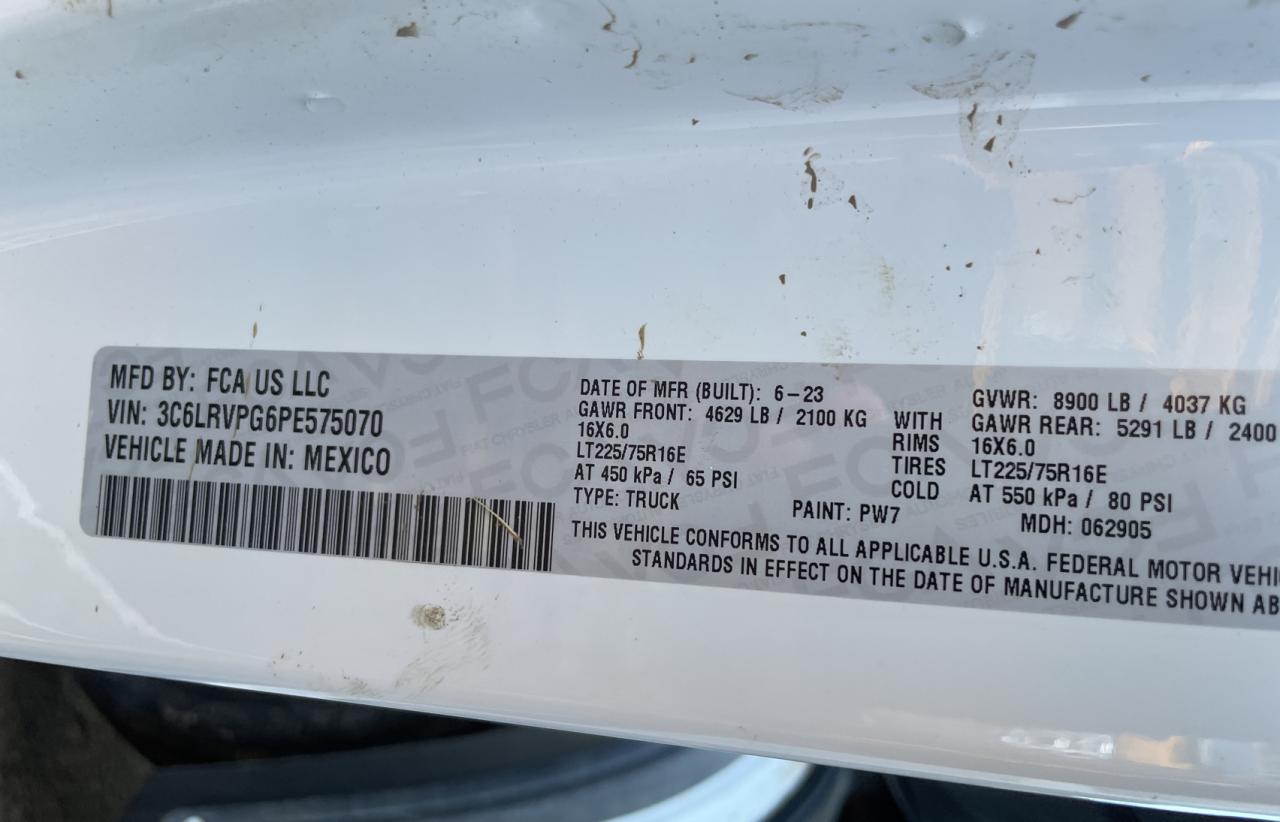 MFD BY: FCA US LLC
VIN: 3C6LRVPG6PE575070
VEHICLE MADE IN: MEXICO
DATE OF MFR (BUILT): 6-23
GVWR: 8900 LB / 4037 KG
GAWR FRONT: 4629 LB / 2100 KG
WITH
GAWR REAR: 5291 LB / 2400
16X6.0
RIMS
16X6.0
LT225/75R16E
TIRES
LT225/75R16E
AT 450 kPa / 65 PSI
COLD
AT 550 kPa / 80 PSI
TYPE: TRUCK
PAINT: PW7
MDH: 062905
THIS VEHICLE CONFORMS TO ALL APPLICABLE U.S.A. FEDERAL MOTOR VEHI
STANDARDS IN EFFECT ON THE DATE OF MANUFACTURE SHOWN AB